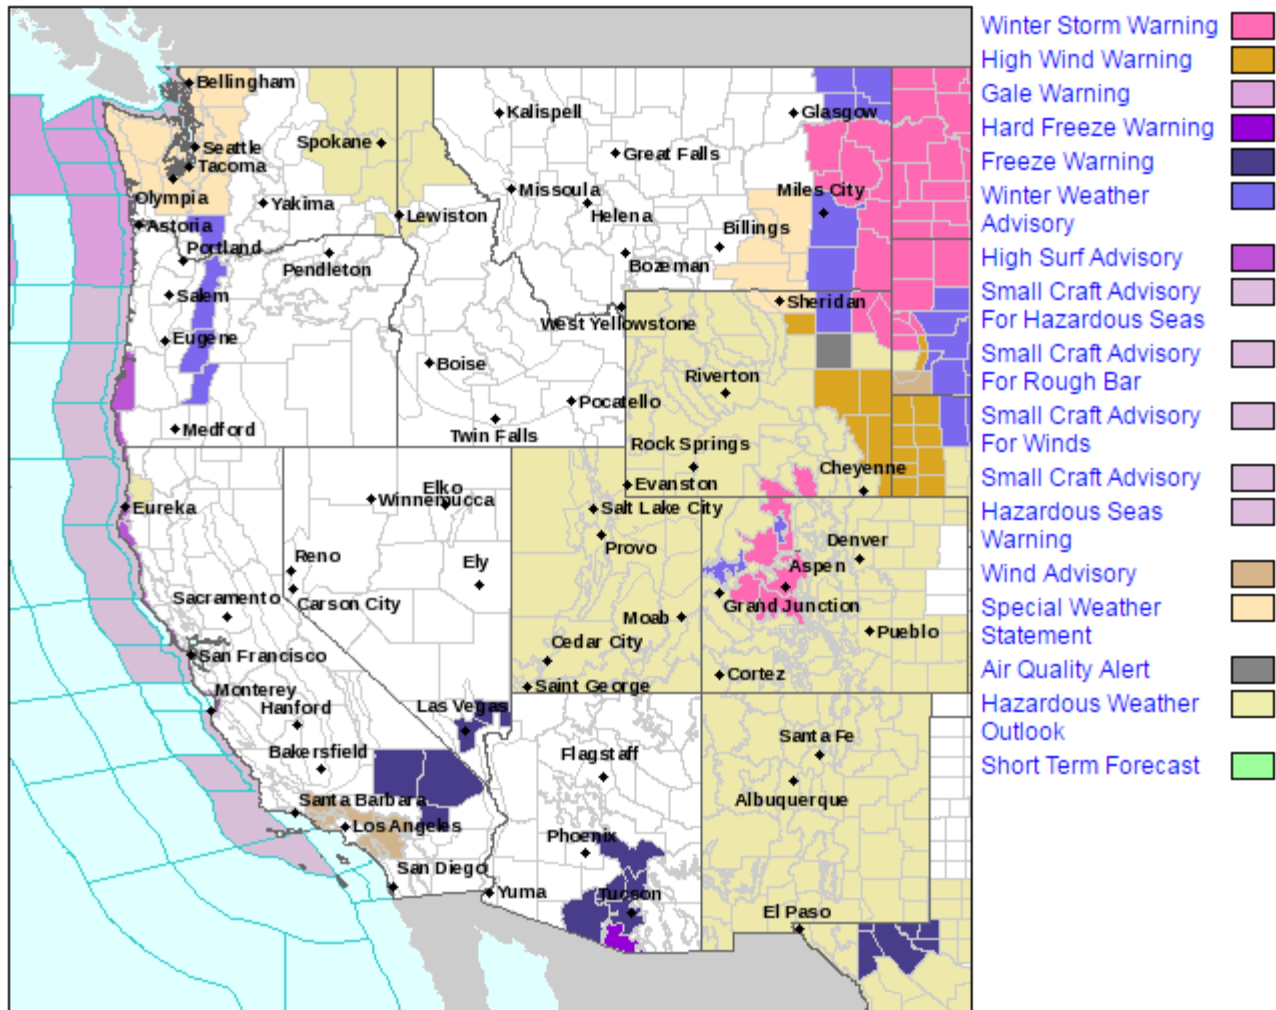 Bellingham
Seattle
Tacoma
Olympia
Astoria
Portland
Salem
Eugene
Medford
Spokane
Yakima
Lewiston
Pendleton
Kalispell
Great Falls
Missoula
Helena
Bozeman
Billings
Miles City
Glasgow
West Yellowstone
Sheridan
Boise
Pocatello
Twin Falls
Riverton
Rock Springs
Evanston
Cheyenne
Eureka
Elko
Winnemucca
Reno
Ely
Carson City
Sacramento
San Francisco
Monterey
Hanford
Bakersfield
Las Vegas
Santa Barbara
Los Angeles
San Diego
Salt Lake City
Provo
Moab
Cedar City
Saint George
Denver
Aspen
Grand Junction
Pueblo
Cortez
Flagstaff
Phoenix
Tucson
Yuma
Santa Fe
Albuquerque
El Paso
Winter Storm Warning
High Wind Warning
Gale Warning
Hard Freeze Warning
Freeze Warning
Winter Weather
Advisory
High Surf Advisory
Small Craft Advisory
For Hazardous Seas
Small Craft Advisory
For Rough Bar
Small Craft Advisory
For Winds
Small Craft Advisory
Hazardous Seas
Warning
Wind Advisory
Special Weather
Statement
Air Quality Alert
Hazardous Weather
Outlook
Short Term Forecast